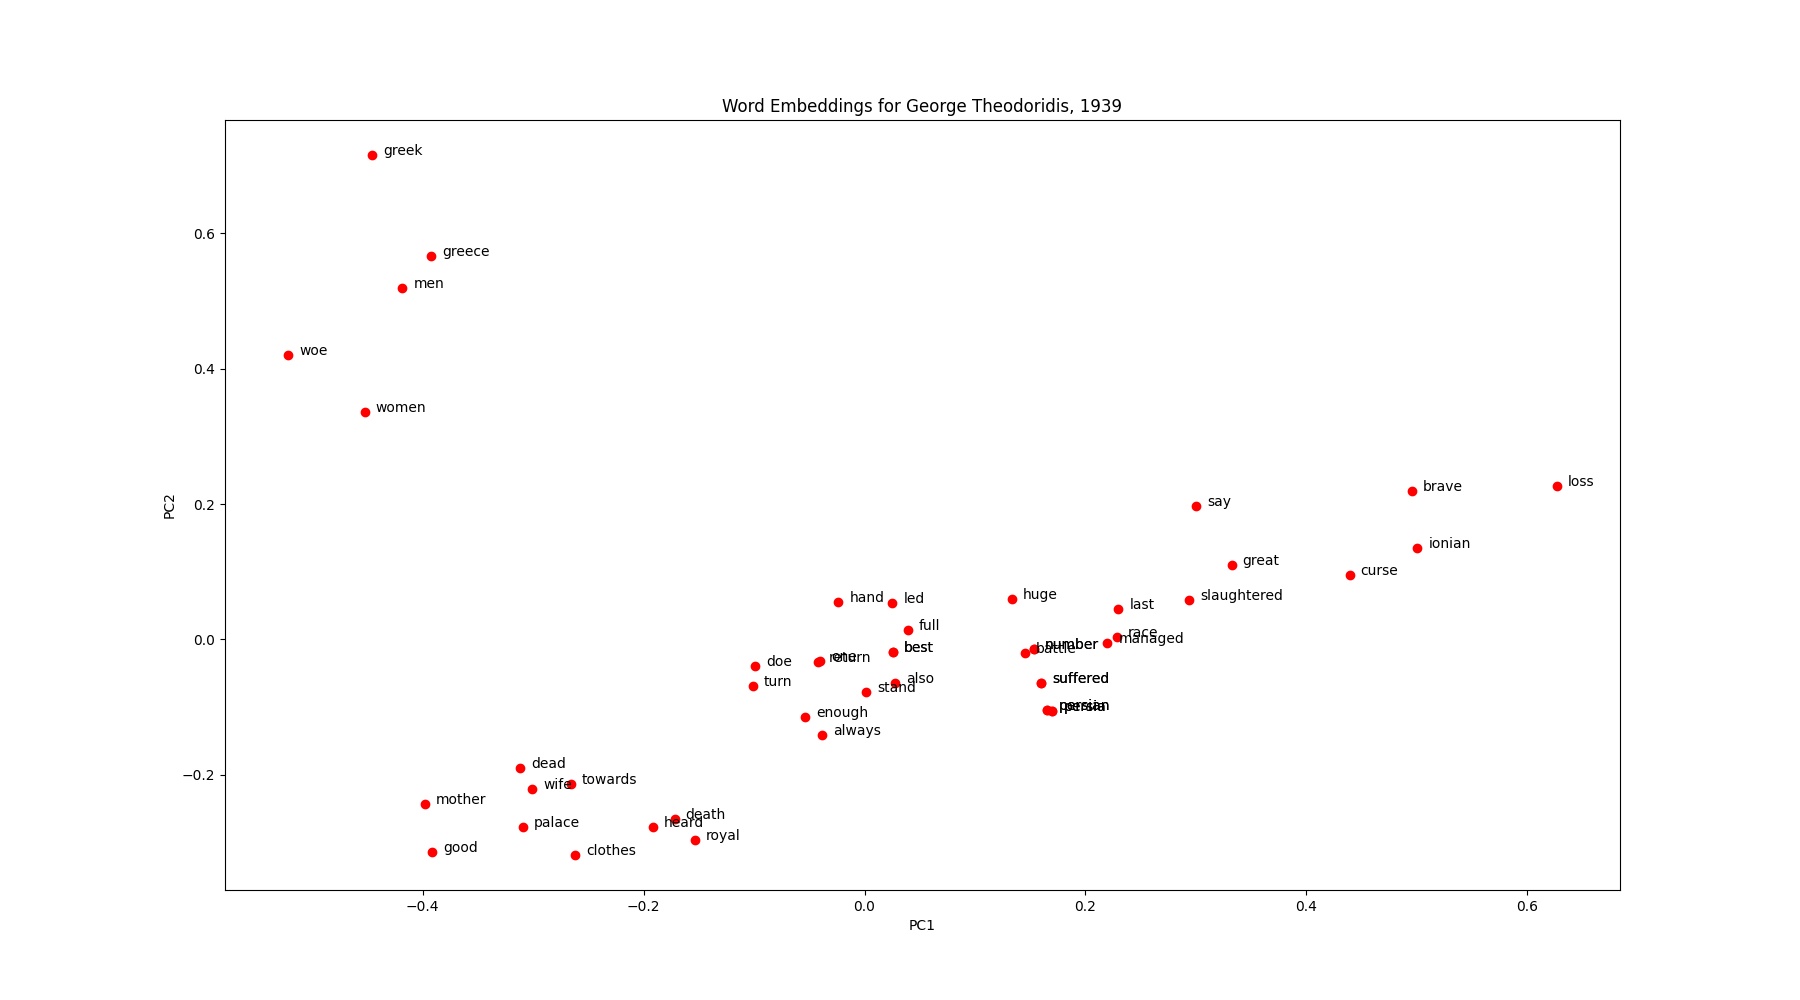 Word Embeddings for George Theodoridis, 1939
greek
0.6
greece
men
0.4
woe
women
PC2
0.2
say
brave
loss
ionian
great
curse
hand
led
huge
last
slaughtered
full
0.0
race
managed
best
number
battle
doe
one
return
turn
stand
also
suffered
enough
always
persian
persia
−0.2
dead
wife
towards
mother
palace
heard
death
royal
good
clothes
−0.4
−0.2
0.0
0.2
0.4
0.6
PC1